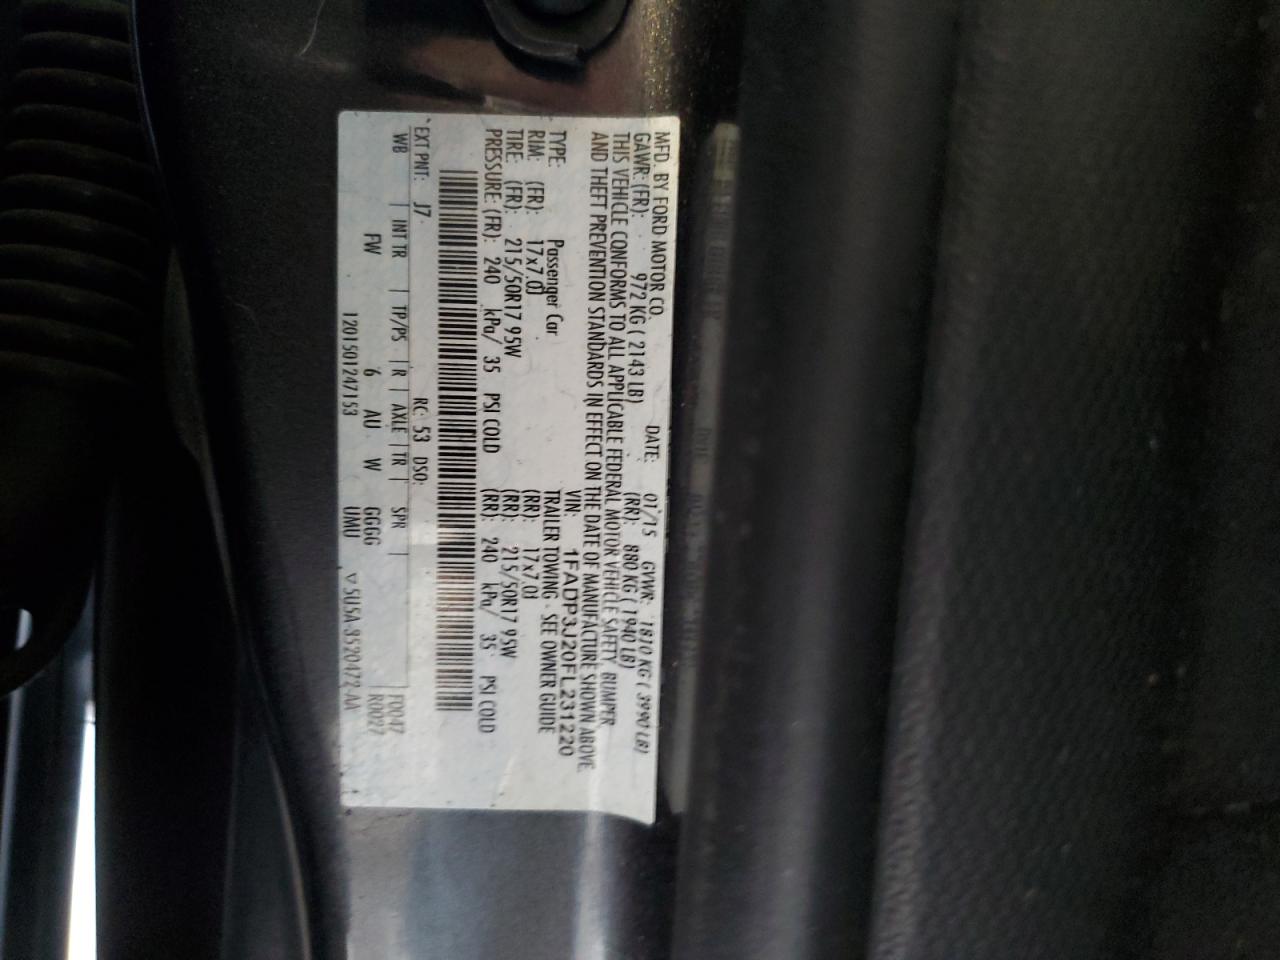 MFD. BY FORD MOTOR CO.
DATE: 01/15 GVWR: 1810 KG ( 3990 LB)
GAWR: (FR): 972 KG ( 2143 LB) (RR): 880 KG ( 1940 LB)
THIS VEHICLE CONFORMS TO ALL APPLICABLE FEDERAL MOTOR VEHICLE SAFETY, BUMPER
AND THEFT PREVENTION STANDARDS IN EFFECT ON THE DATE OF MANUFACTURE SHOWN ABOVE.
VIN: 1FADP3J20FL231220
TYPE: Passenger Car TRAILER TOWING - SEE OWNER GUIDE
RIM: (FR): 17x7.0J (RR): 17x7.0J
TIRE: (FR): 215/50R17 95W (RR): 215/50R17 95W
PRESSURE: (FR): 240 kPa/ 35 PSI COLD (RR): 240 kPa/ 35 PSI COLD
EXT PNT: J7 RC: 53 DSO:
WB INT TR TP/PS R AXLE TR SPR F0047
FW 6 AU W GGGG R0027
1201501247153 UMU ▽5U5A-3520472-AA